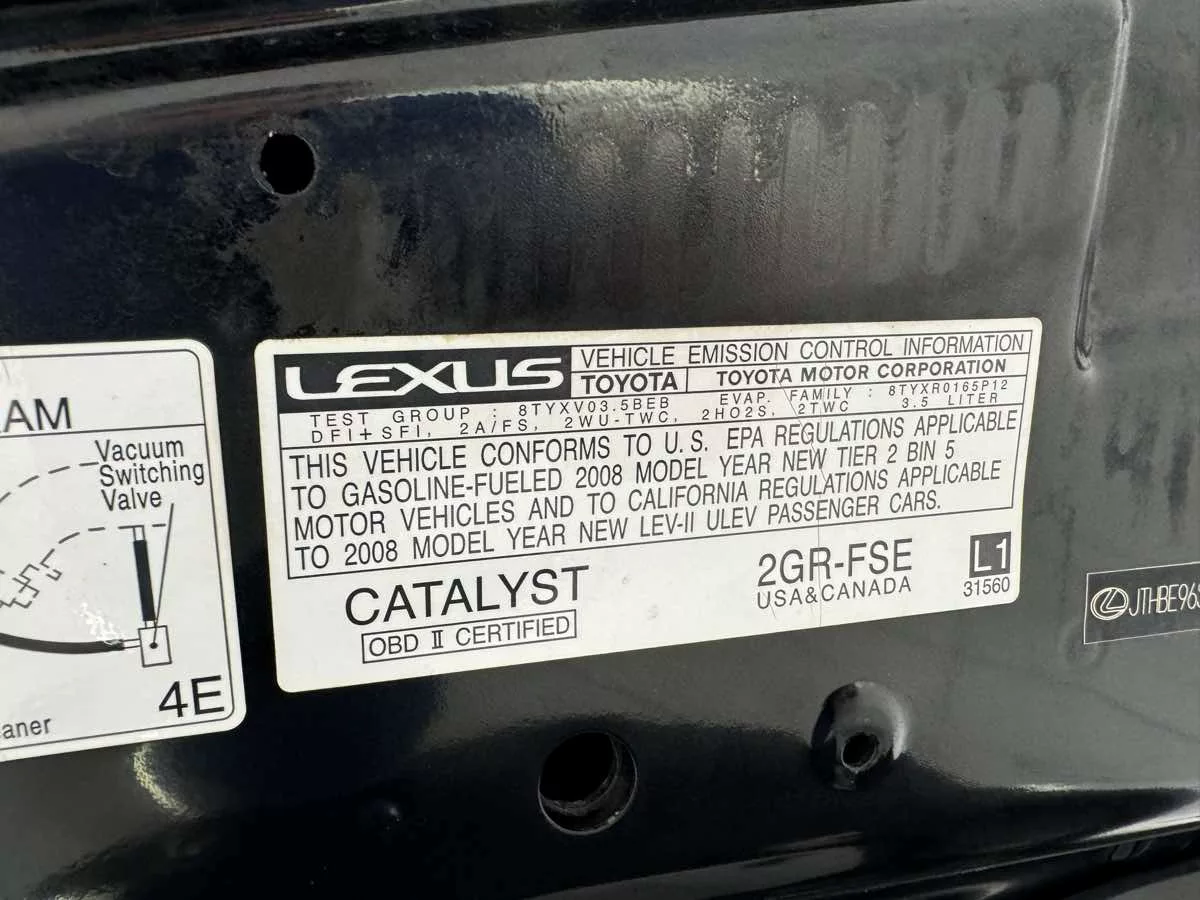 AM
Vacuum
Switching
Valve
4E
aner
LEXUS
VEHICLE EMISSION CONTROL INFORMATION
TOYOTA TOYOTA MOTOR CORPORATION
TEST GROUP : 8TYXV03.5BEB EVAP. FAMILY : 8TYXR0165P12
DFI+SFI, 2A/FS, 2WU-TWC, 2HO2S, 2TWC 3.5 LITER
THIS VEHICLE CONFORMS TO U.S. EPA REGULATIONS APPLICABLE
TO GASOLINE-FUELED 2008 MODEL YEAR NEW TIER 2 BIN 5
MOTOR VEHICLES AND TO CALIFORNIA REGULATIONS APPLICABLE
TO 2008 MODEL YEAR NEW LEV-II ULEV PASSENGER CARS.
CATALYST
OBD II CERTIFIED
2GR-FSE
USA&CANADA
L1
31560
JTHBE96S